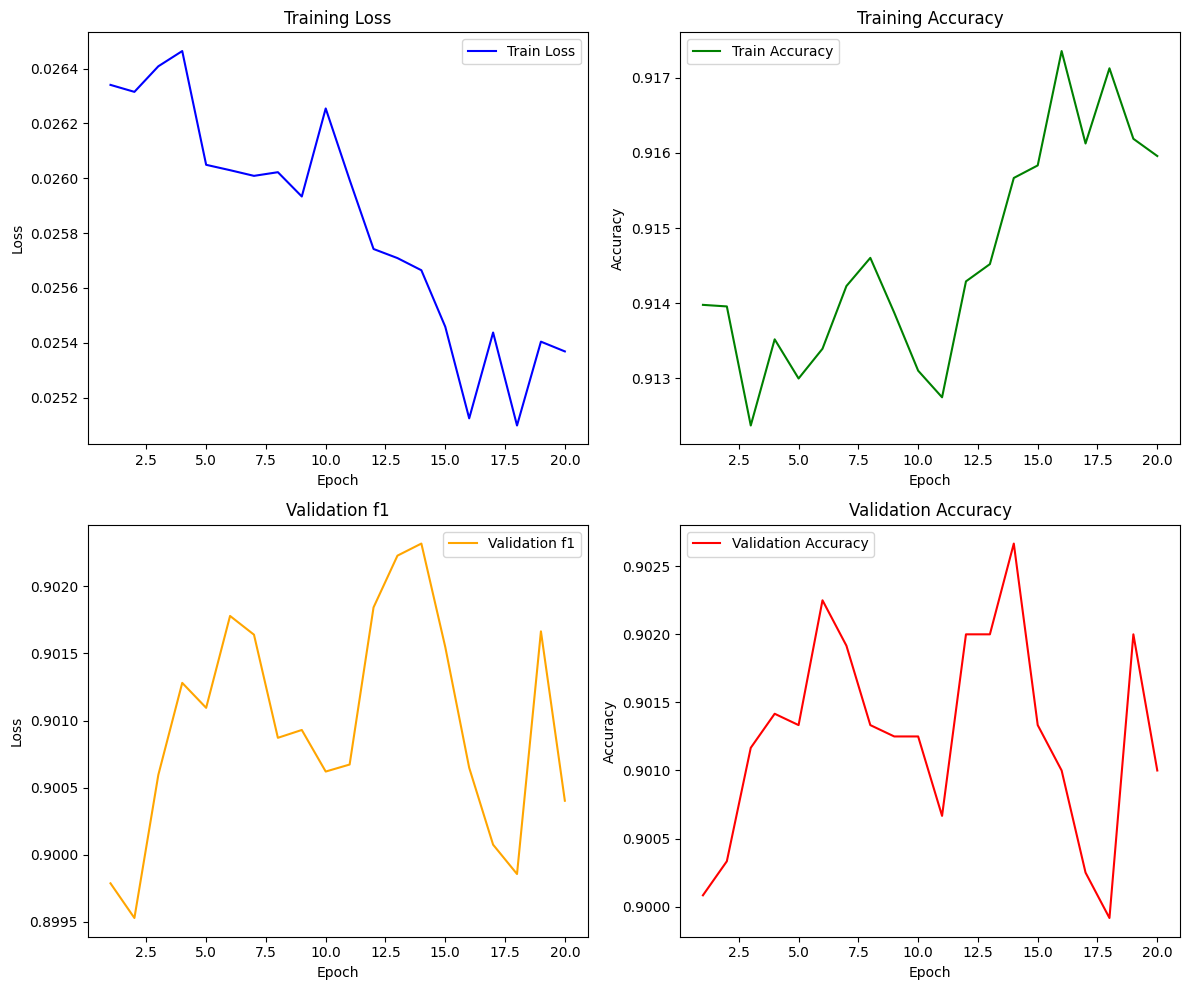 Training Loss
Train Loss
0.0264
0.0262
0.0260
0.0258
0.0256
0.0254
0.0252
Loss
2.5 5.0 7.5 10.0 12.5 15.0 17.5 20.0
Epoch
Training Accuracy
Train Accuracy
0.917
0.916
0.915
0.914
0.913
Accuracy
2.5 5.0 7.5 10.0 12.5 15.0 17.5 20.0
Epoch
Validation f1
Validation f1
0.9020
0.9015
0.9010
0.9005
0.9000
0.8995
Loss
2.5 5.0 7.5 10.0 12.5 15.0 17.5 20.0
Epoch
Validation Accuracy
Validation Accuracy
0.9025
0.9020
0.9015
0.9010
0.9005
0.9000
Accuracy
2.5 5.0 7.5 10.0 12.5 15.0 17.5 20.0
Epoch